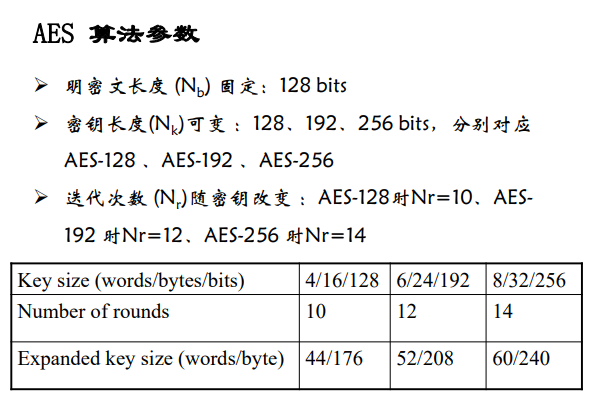 AES 算法参数
➢ 明密文长度 (Nb) 固定：128 bits
➢ 密钥长度(Nk)可变：128、192、256 bits，分别对应
AES-128 、AES-192 、AES-256
➢ 迭代次数 (Nr)随密钥改变：AES-128时Nr=10、AES-
192 时Nr=12、AES-256 时Nr=14
Key size (words/bytes/bits) 4/16/128 6/24/192 8/32/256
Number of rounds 10 12 14
Expanded key size (words/byte) 44/176 52/208 60/240